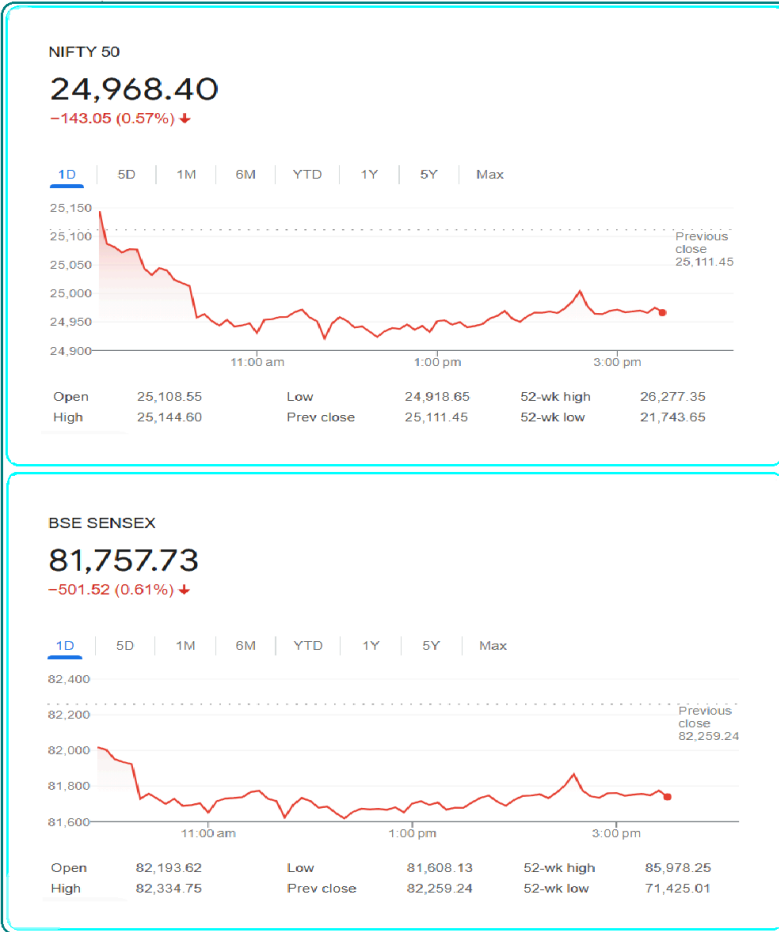 NIFTY 50
24,968.40
−143.05 (0.57%) ↓
1D 5D 1M 6M YTD 1Y 5Y Max
25,150
25,100
25,050
25,000
24,950
24,900
Previous
close
25,111.45
11:00 am 1:00 pm 3:00 pm
Open 25,108.55 Low 24,918.65 52-wk high 26,277.35
High 25,144.60 Prev close 25,111.45 52-wk low 21,743.65
BSE SENSEX
81,757.73
−501.52 (0.61%) ↓
1D 5D 1M 6M YTD 1Y 5Y Max
82,400
82,200
82,000
81,800
81,600
Previous
close
82,259.24
11:00 am 1:00 pm 3:00 pm
Open 82,193.62 Low 81,608.13 52-wk high 85,978.25
High 82,334.75 Prev close 82,259.24 52-wk low 71,425.01